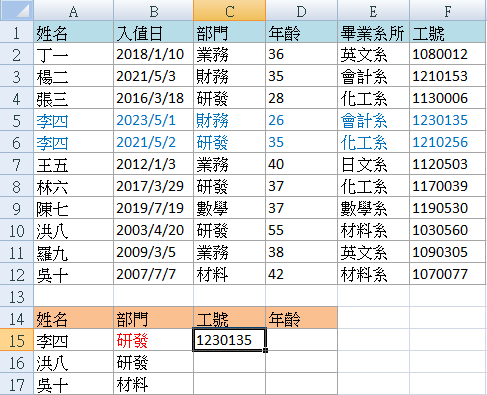 A B C D E F
1 姓名 入值日 部門 年齡 畢業系所 工號
2 丁一 2018/1/10 業務 36 英文系 1080012
3 楊二 2021/5/3 財務 35 會計系 1210153
4 張三 2016/3/18 研發 28 化工系 1130006
5 李四 2023/5/1 財務 26 會計系 1230135
6 李四 2021/5/2 研發 35 化工系 1210256
7 王五 2012/1/3 業務 40 日文系 1120503
8 林六 2017/3/29 研發 37 化工系 1170039
9 陳七 2019/7/19 數學 37 數學系 1190530
10 洪八 2003/4/20 研發 55 材料系 1030560
11 羅九 2009/3/5 業務 38 英文系 1090305
12 吳十 2007/7/7 材料 42 材料系 1070077
13
14 姓名 部門 工號 年齡
15 李四 研發 1230135
16 洪八 研發
17 吳十 材料